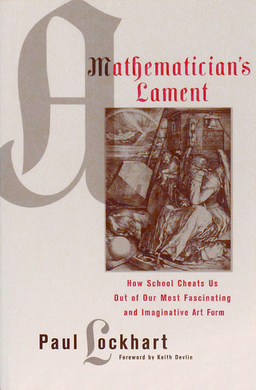 A Mathematician's
Lament
How School Cheats Us
Out of Our Most Fascinating
and Imaginative Art Form
Paul Lockhart
Foreword by Keith Devlin